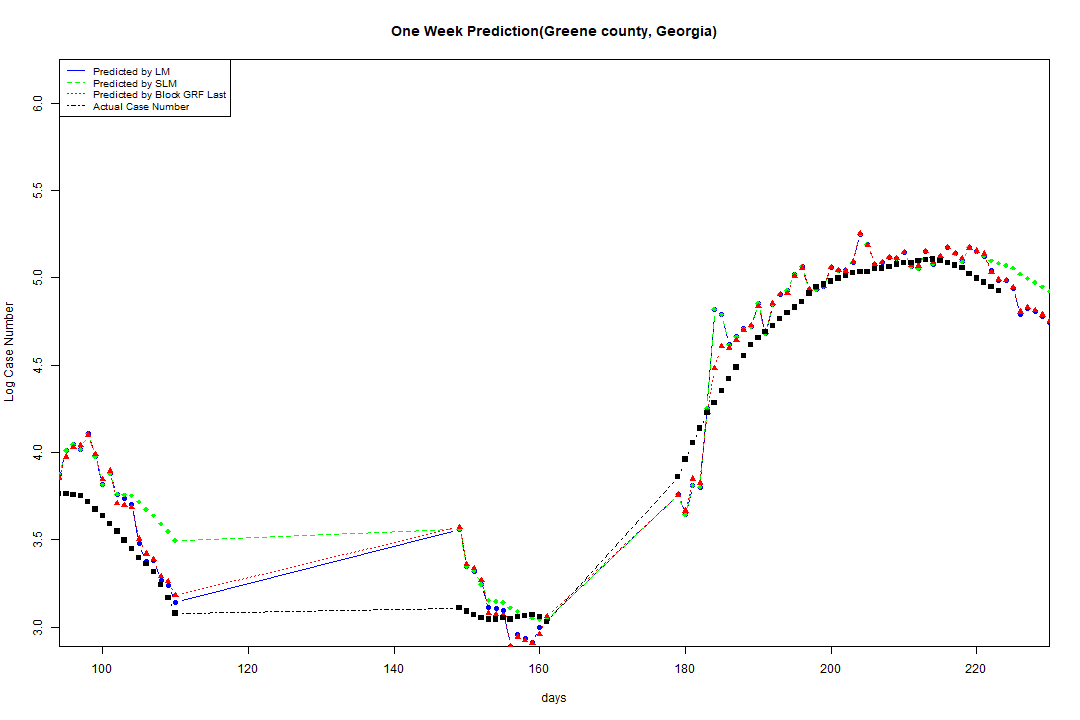 One Week Prediction(Greene county, Georgia)
Predicted by LM
Predicted by SLM
Predicted by Block GRF Last
Actual Case Number
6.0
5.5
5.0
4.5
4.0
3.5
3.0
Log Case Number
100 120 140 160 180 200 220
days